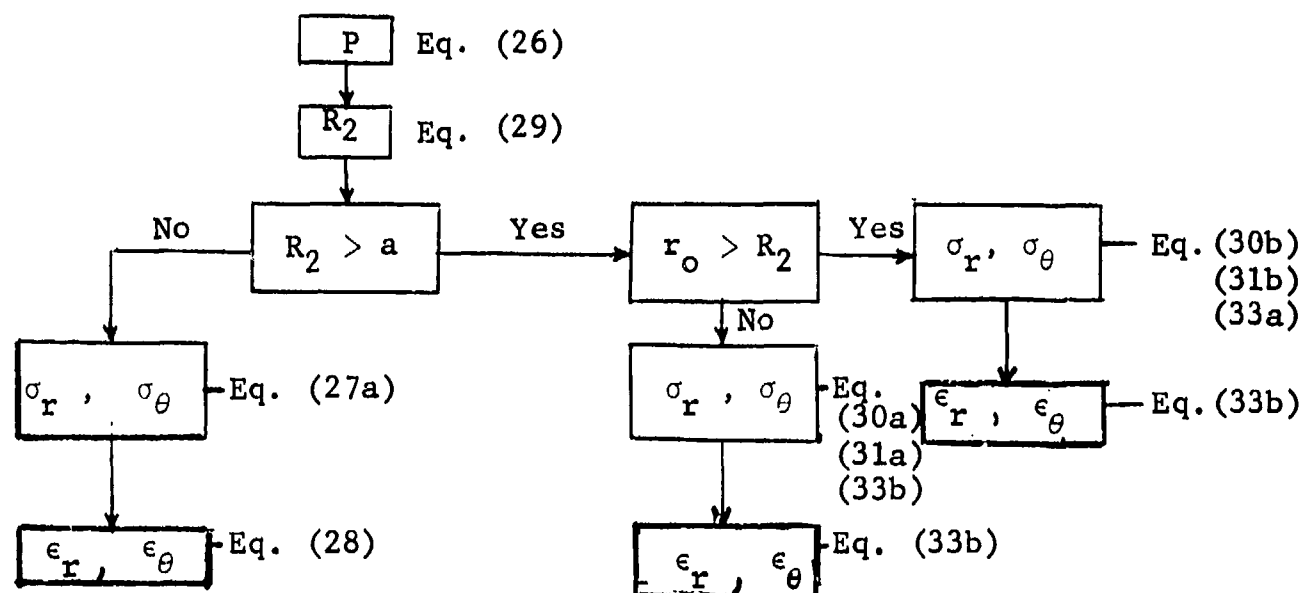 P Eq. (26)
R2 Eq. (29)
No
R2 > a
Yes
ro > R2
Yes
σr, σθ
Eq. (30b)
(31b)
(33a)
No
σr , σθ
Eq. (27a)
σr , σθ
Eq.
(30a)
(31a)
(33b)
εr , εθ
Eq. (33b)
εr, εθ
Eq. (28)
εr, εθ
Eq. (33b)